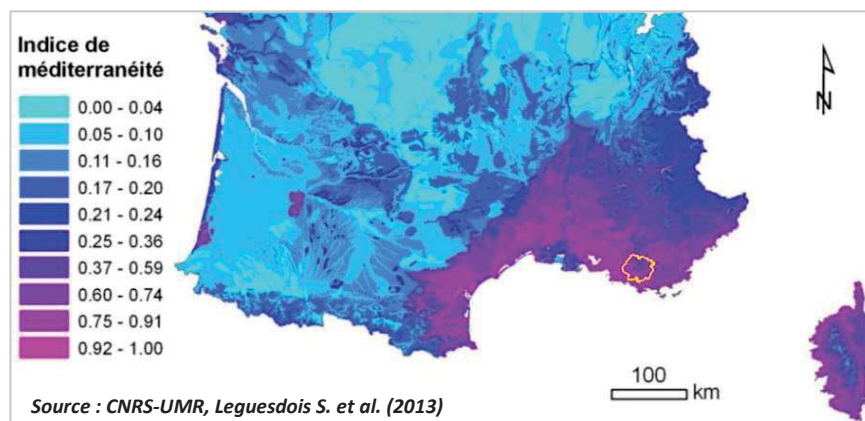 Indice de
méditerranéité
0.00 - 0.04
0.05 - 0.10
0.11 - 0.16
0.17 - 0.20
0.21 - 0.24
0.25 - 0.36
0.37 - 0.59
0.60 - 0.74
0.75 - 0.91
0.92 - 1.00
N
100
km
Source : CNRS-UMR, Leguesdois S. et al. (2013)